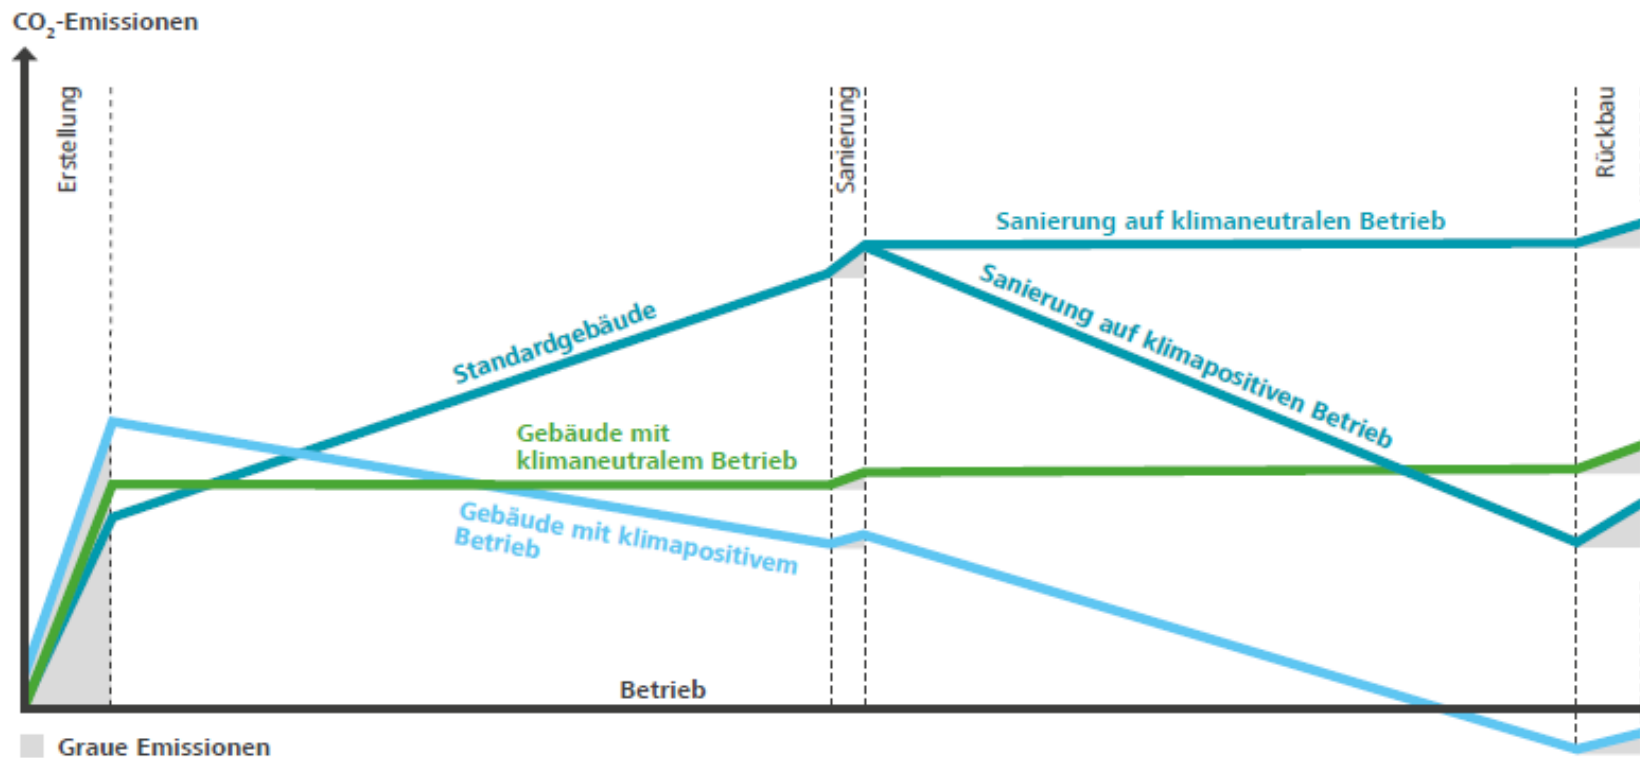 CO₂-Emissionen
Erstellung
Sanierung
Rückbau
Sanierung auf klimaneutralen Betrieb
Sanierung auf klimapositiven Betrieb
Standardgebäude
Gebäude mit
klimaneutralem Betrieb
Gebäude mit klimapositivem
Betrieb
Betrieb
Graue Emissionen